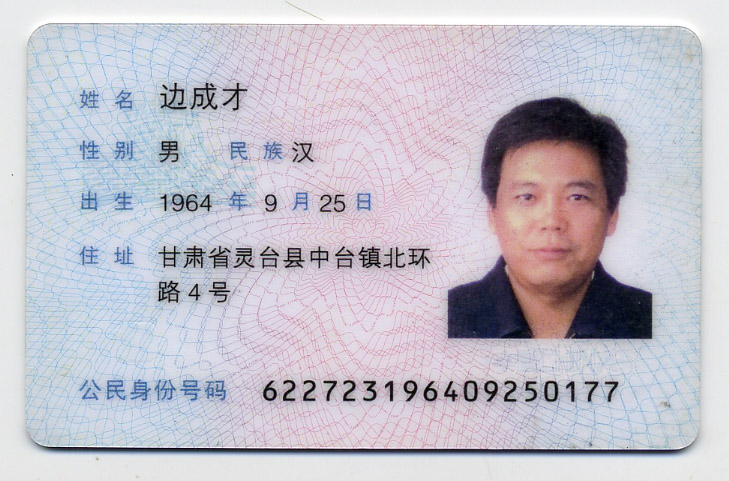 姓名 边成才
性别 男 民族 汉
出生 1964 年 9 月 25 日
住址 甘肃省灵台县中台镇北环
路4号
公民身份号码 622723196409250177